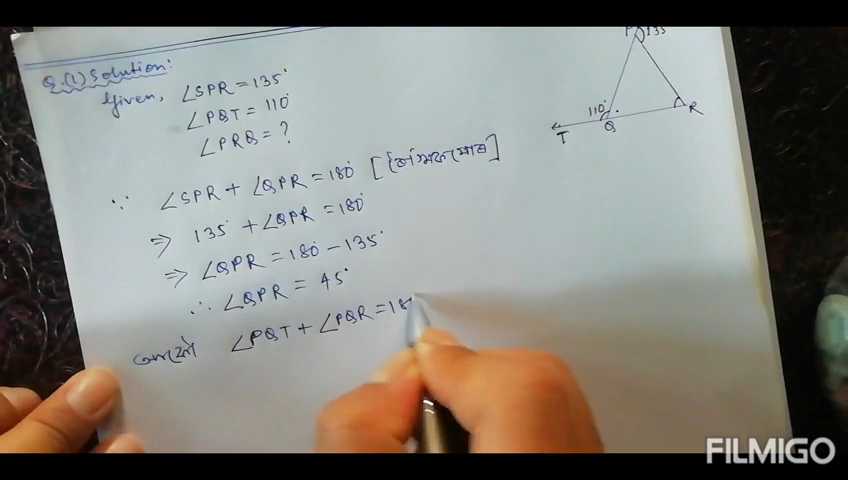 Q.(1) Solution:
Given, ∠SPR = 135°
∠PQT = 110°
∠PRQ = ?
∵ ∠SPR + ∠QPR = 180°
⇒ 135° + ∠QPR = 180°
⇒ ∠QPR = 180° - 135°
∴ ∠QPR = 45°
∠PQT + ∠PQR = 18
P 135
110°
T Q R
FILMIGO